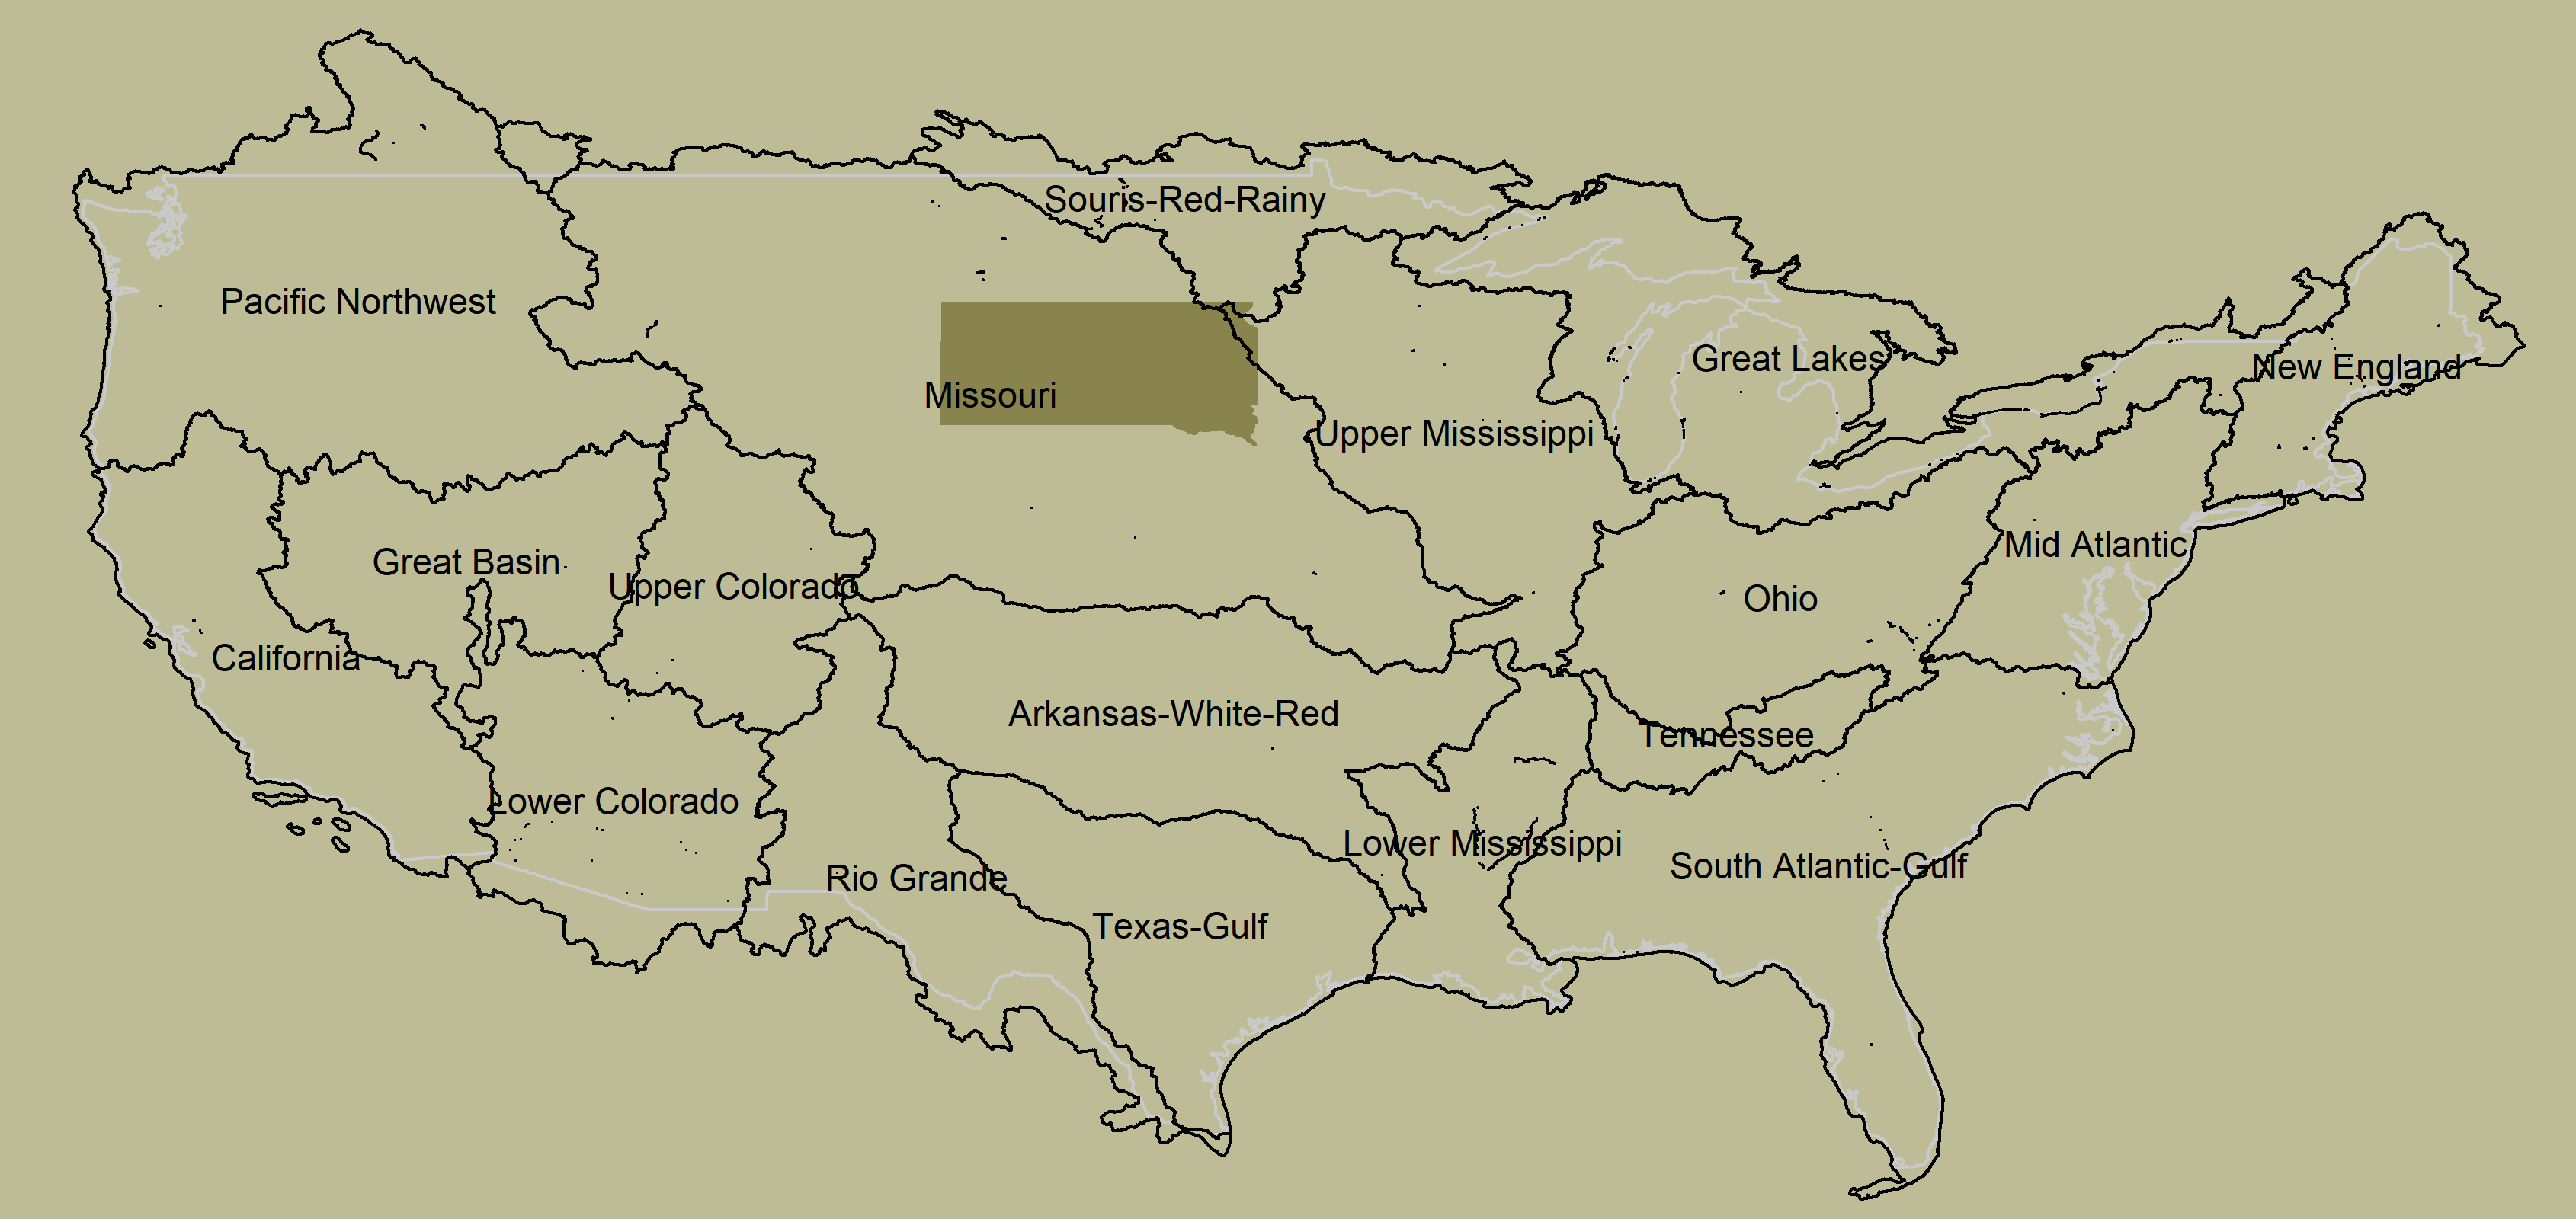 Souris-Red-Rainy
Pacific Northwest
Great Lakes
New England
Missouri
Upper Mississippi
Mid Atlantic
Great Basin
Upper Colorado
Ohio
California
Arkansas-White-Red
Tennessee
Lower Colorado
Lower Mississippi
South Atlantic-Gulf
Rio Grande
Texas-Gulf